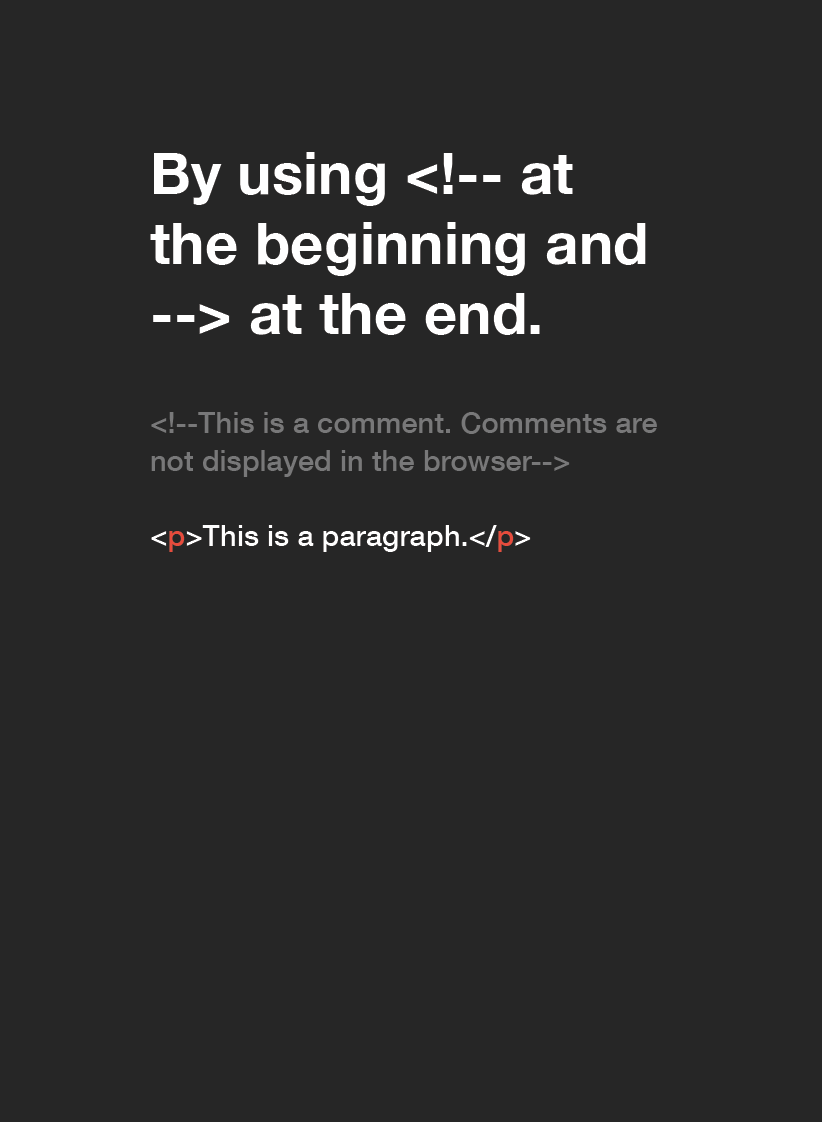 By using <!-- at
the beginning and
--> at the end.
<!--This is a comment. Comments are
not displayed in the browser-->
<p>This is a paragraph.</p>